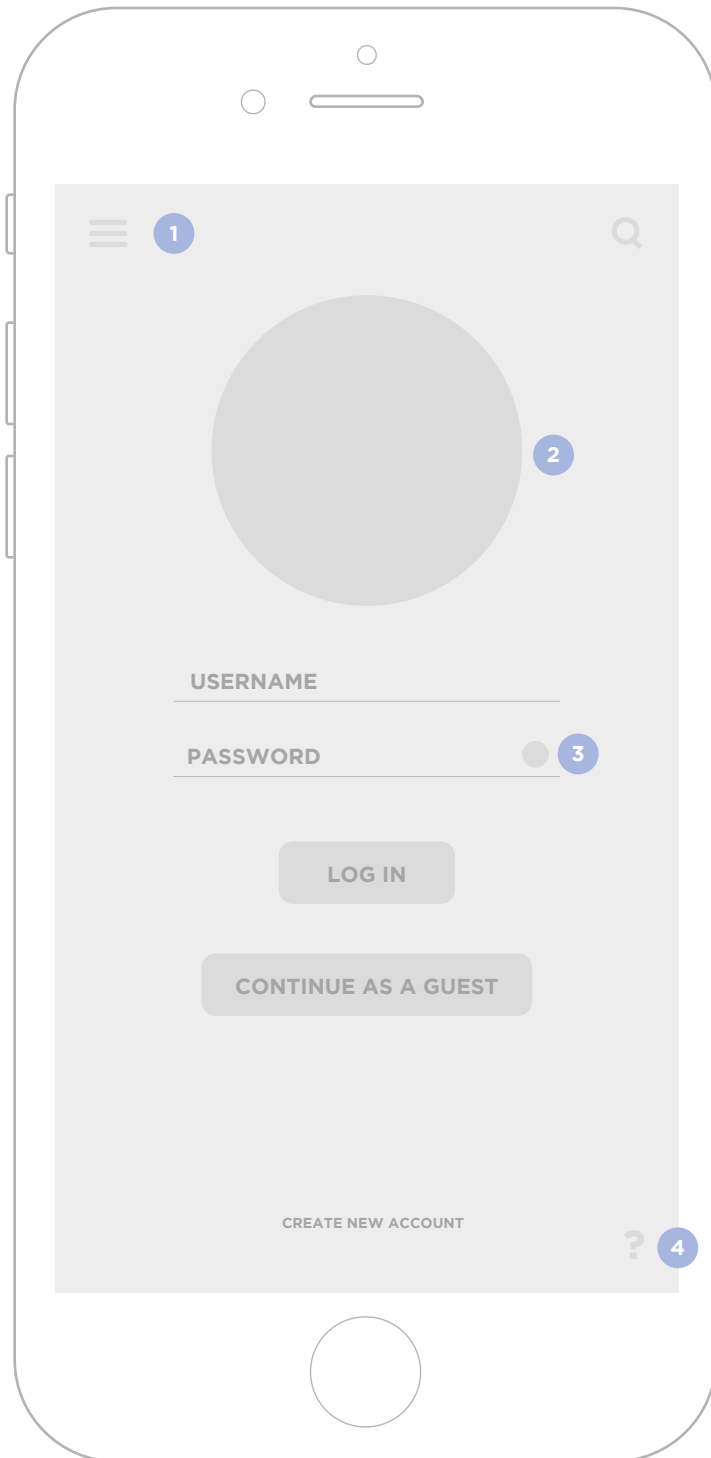 1
2
USERNAME
PASSWORD
3
LOG IN
CONTINUE AS A GUEST
CREATE NEW ACCOUNT
?
4